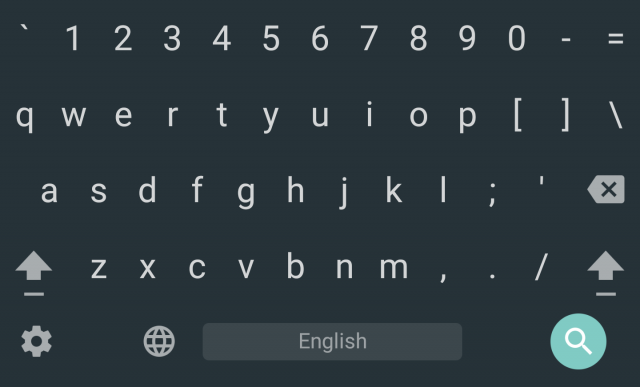 ` 1 2 3 4 5 6 7 8 9 0 - =
q w e r t y u i o p [ ] \
a s d f g h j k l ; '
z x c v b n m , . /
English